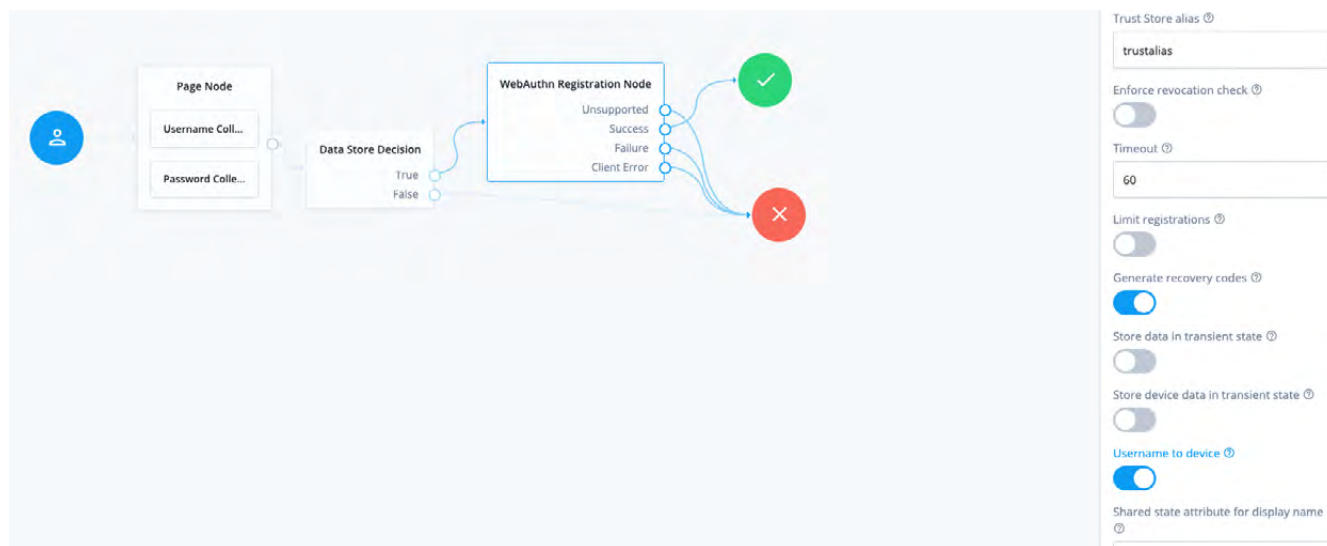 Page Node
Username Coll...
Password Colle...
Data Store Decision
True
False
WebAuthn Registration Node
Unsupported
Success
Failure
Client Error
Trust Store alias
trustalias
Enforce revocation check
Timeout
60
Limit registrations
Generate recovery codes
Store data in transient state
Store device data in transient state
Username to device
Shared state attribute for display name